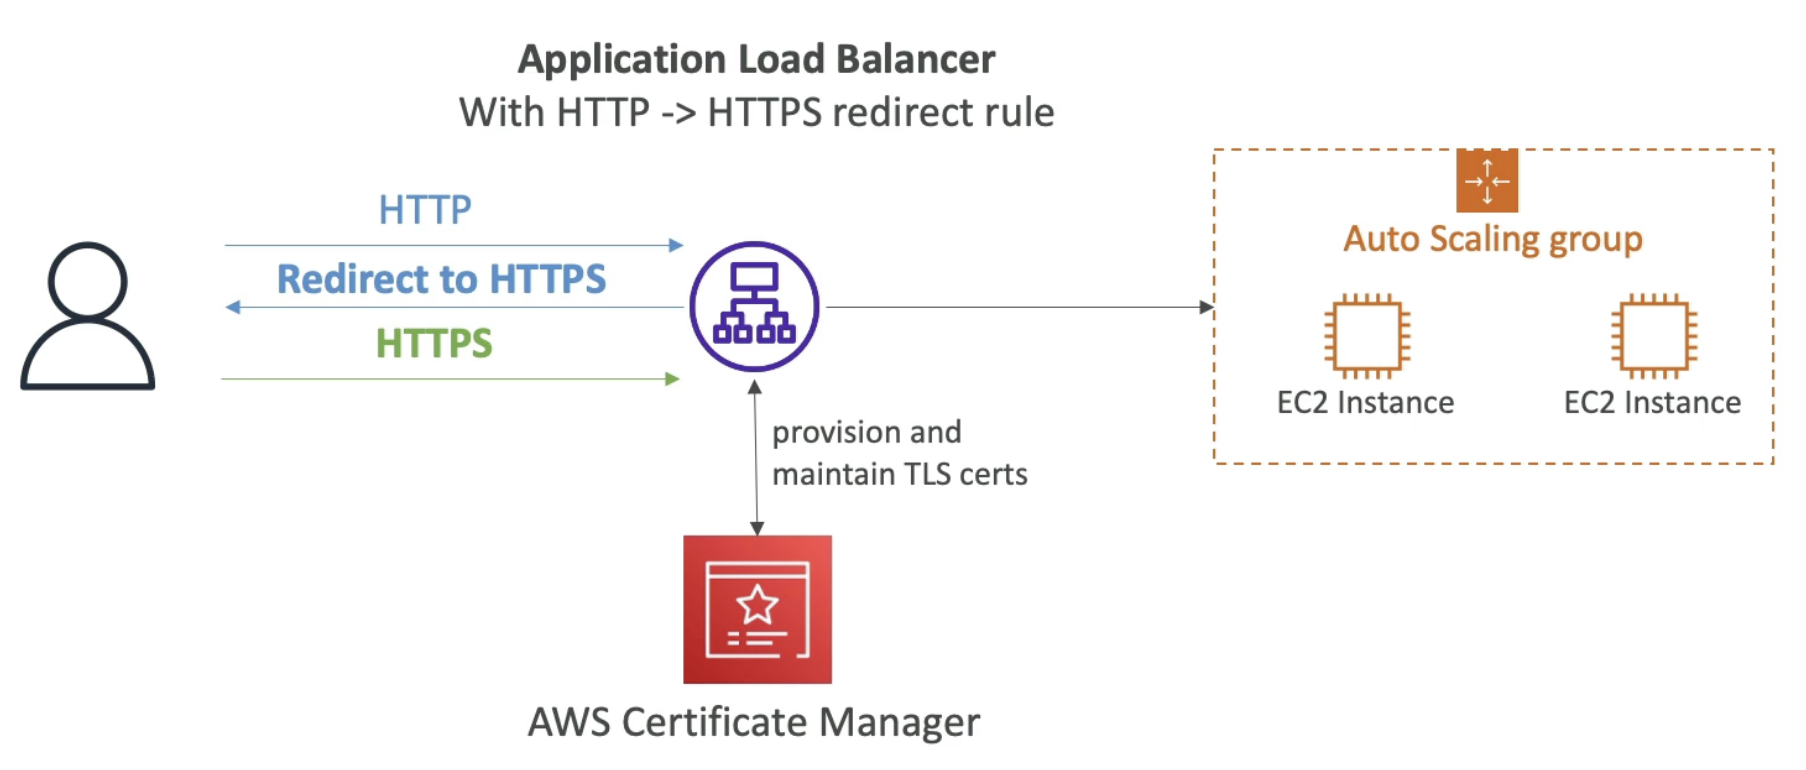 Application Load Balancer
With HTTP -> HTTPS redirect rule
HTTP
Redirect to HTTPS
HTTPS
provision and
maintain TLS certs
AWS Certificate Manager
Auto Scaling group
EC2 Instance
EC2 Instance